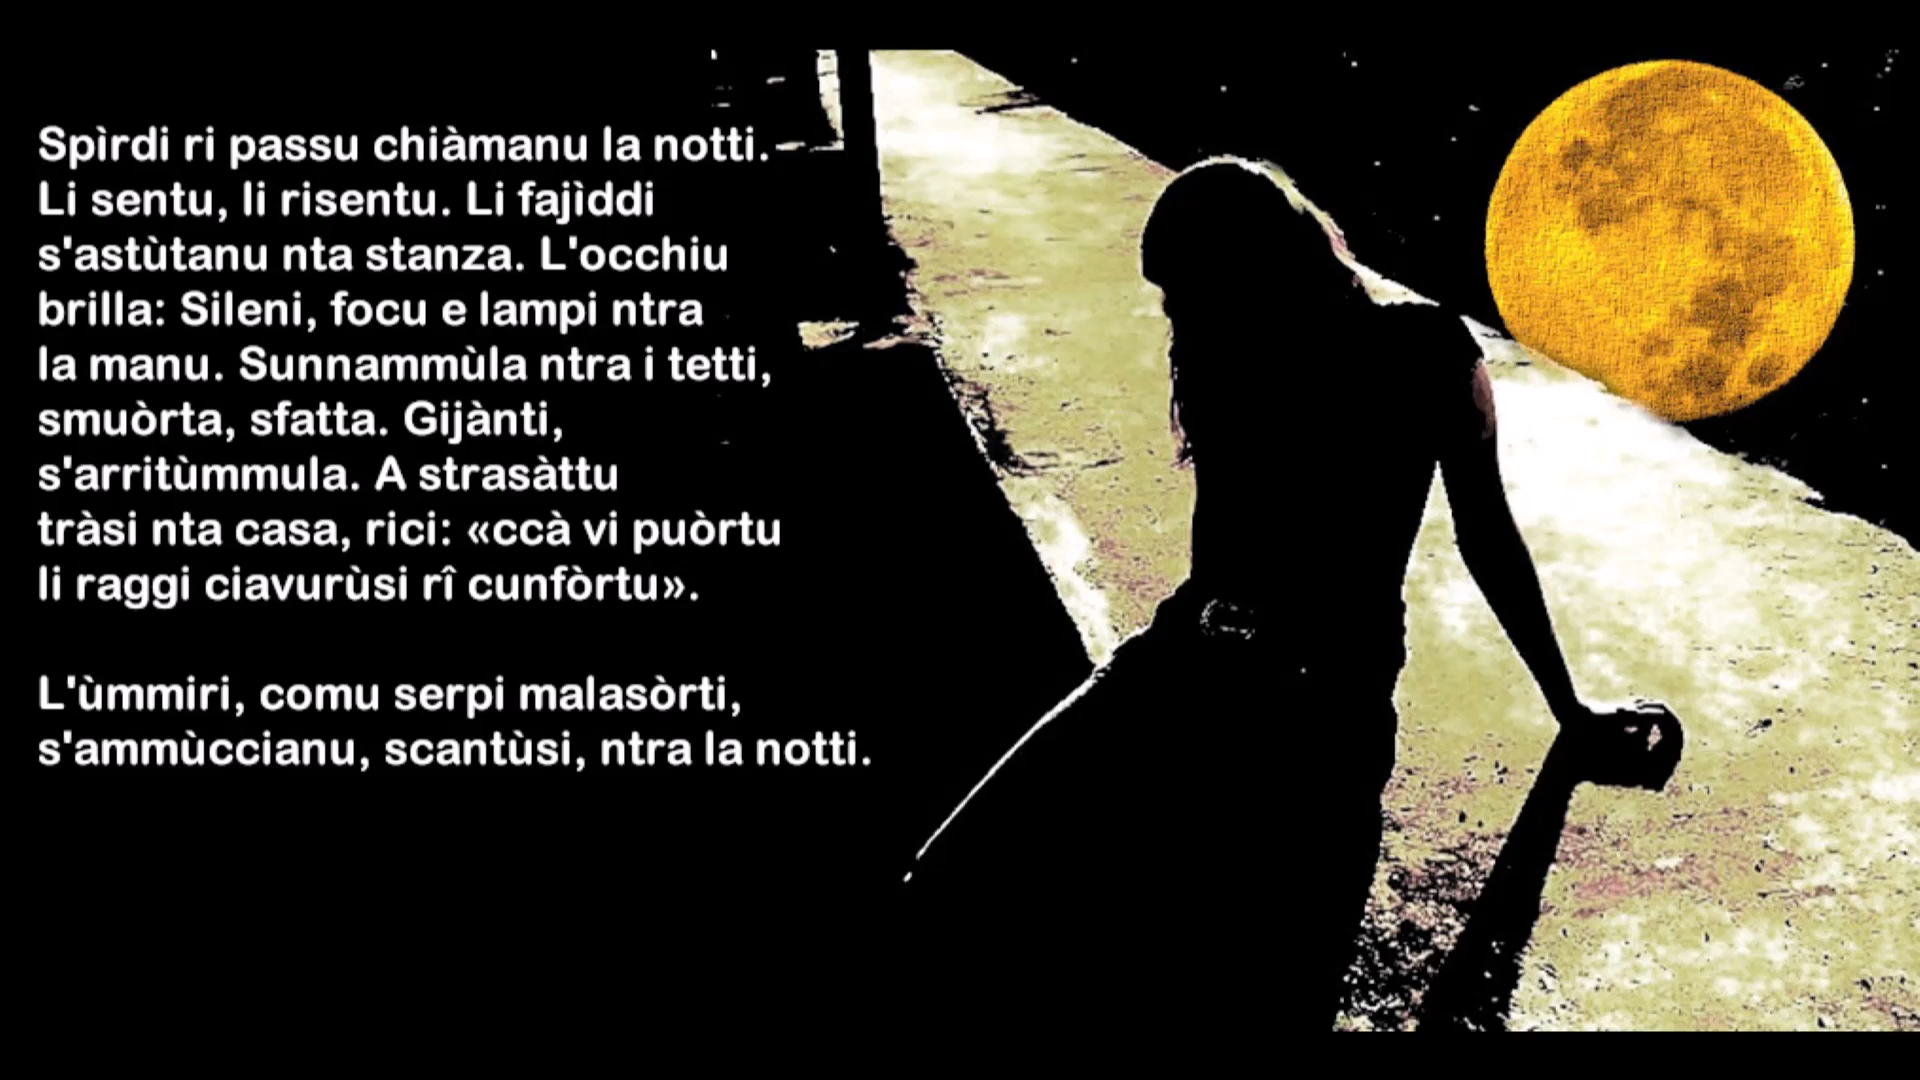 Spìrdi ri passu chiàmanu la notti.
Li sentu, li risentu. Li fajìddi
s'astùtanu nta stanza. L'occhiu
brilla: Sileni, focu e lampi ntra
la manu. Sunnammùla ntra i tetti,
smuòrta, sfatta. Gijànti,
s'arritùmmula. A strasàttu
tràsi nta casa, rici: «ccà vi puòrtu
li raggi ciavurùsi rî cunfòrtu».

L'ùmmiri, comu serpi malasòrti,
s'ammùccianu, scantùsi, ntra la notti.